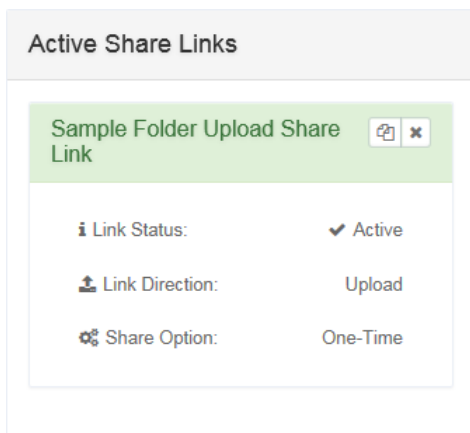 Active Share Links
Sample Folder Upload Share
Link
Link Status: Active
Link Direction: Upload
Share Option: One-Time